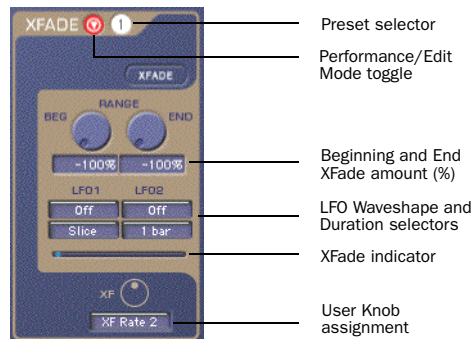 XFADE 1
Preset selector
Performance/Edit
Mode toggle
XFADE
RANGE
BEG END
-100% -100%
Beginning and End
XFade amount (%)
LFO1 LFO2
Off Off
Slice 1 bar
LFO Waveshape and
Duration selectors
XFade indicator
XF
XF Rate 2
User Knob
assignment